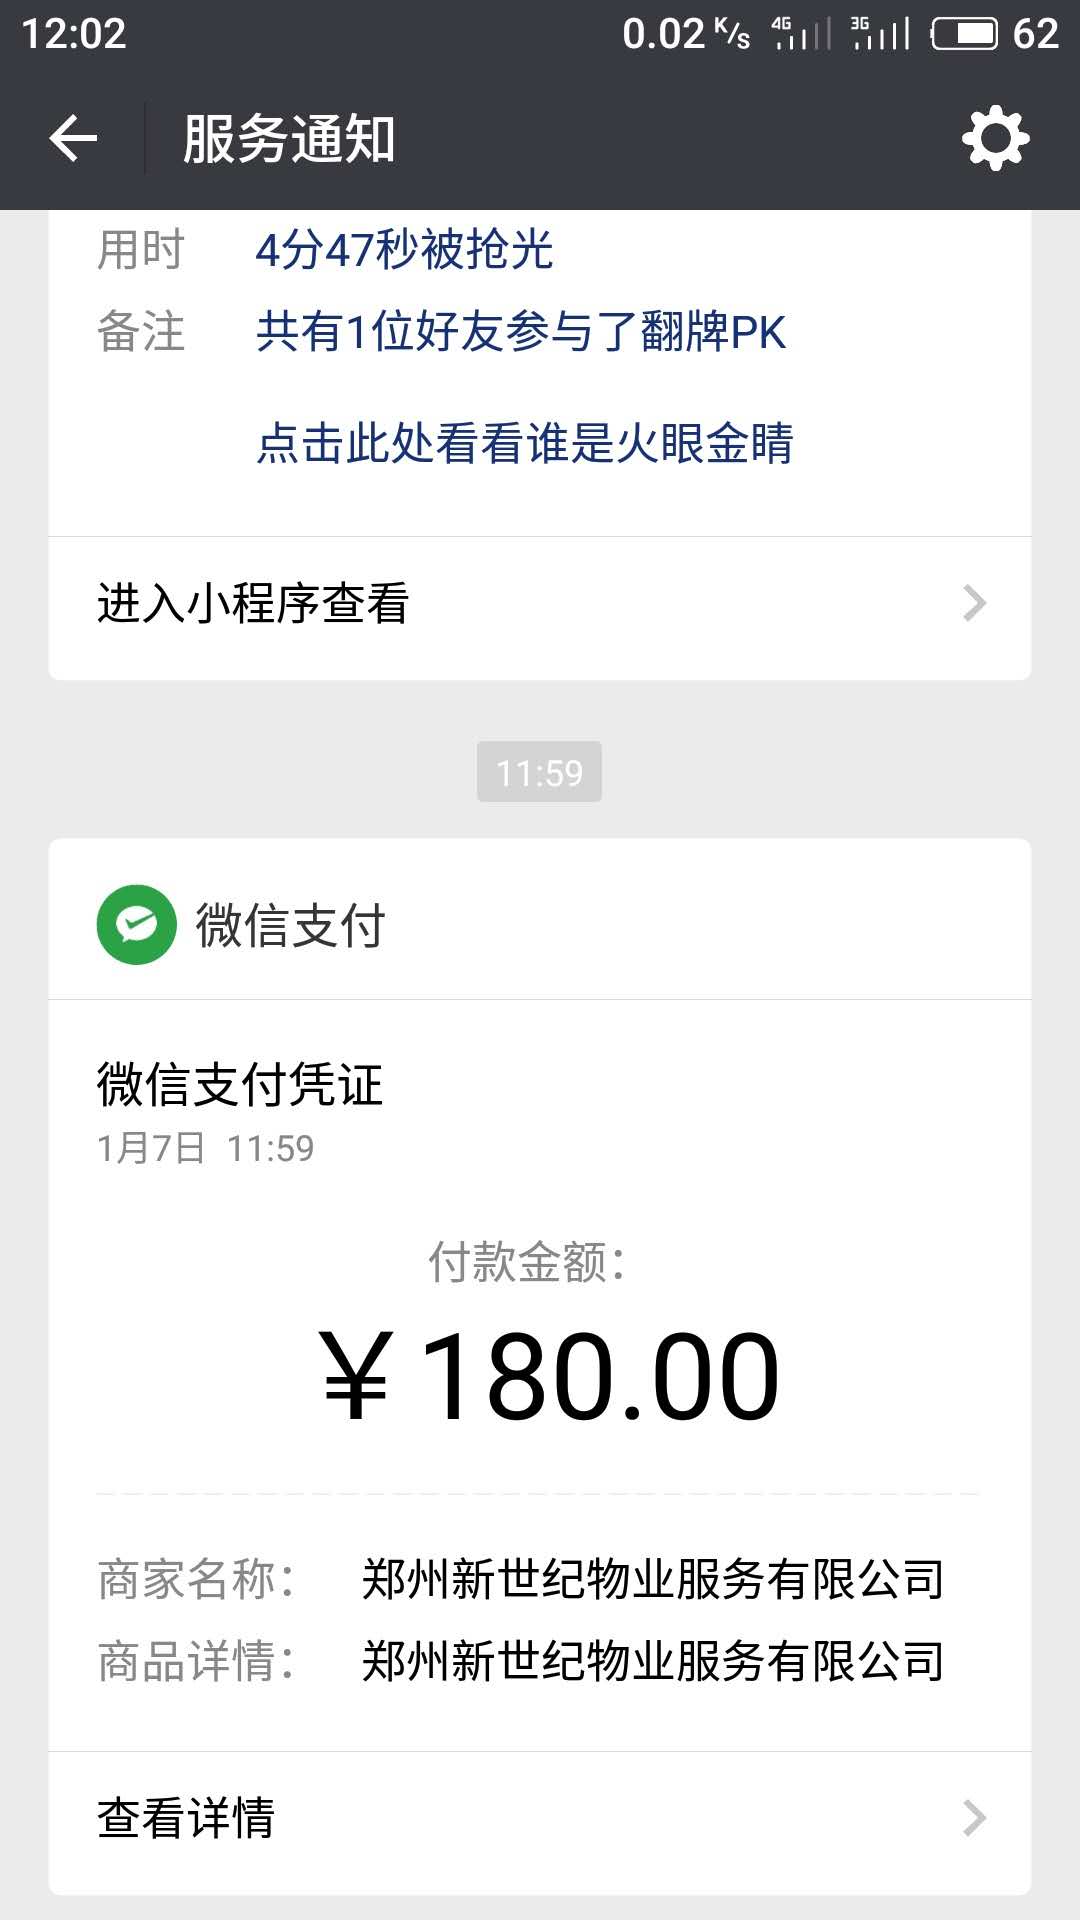 12:02 0.02 K/s 4G 3G 62
服务通知
用时 4分47秒被抢光
备注 共有1位好友参与了翻牌PK
点击此处看看谁是火眼金睛
进入小程序查看
11:59
微信支付
微信支付凭证
1月7日 11:59
付款金额：
￥180.00
商家名称： 郑州新世纪物业服务有限公司
商品详情： 郑州新世纪物业服务有限公司
查看详情